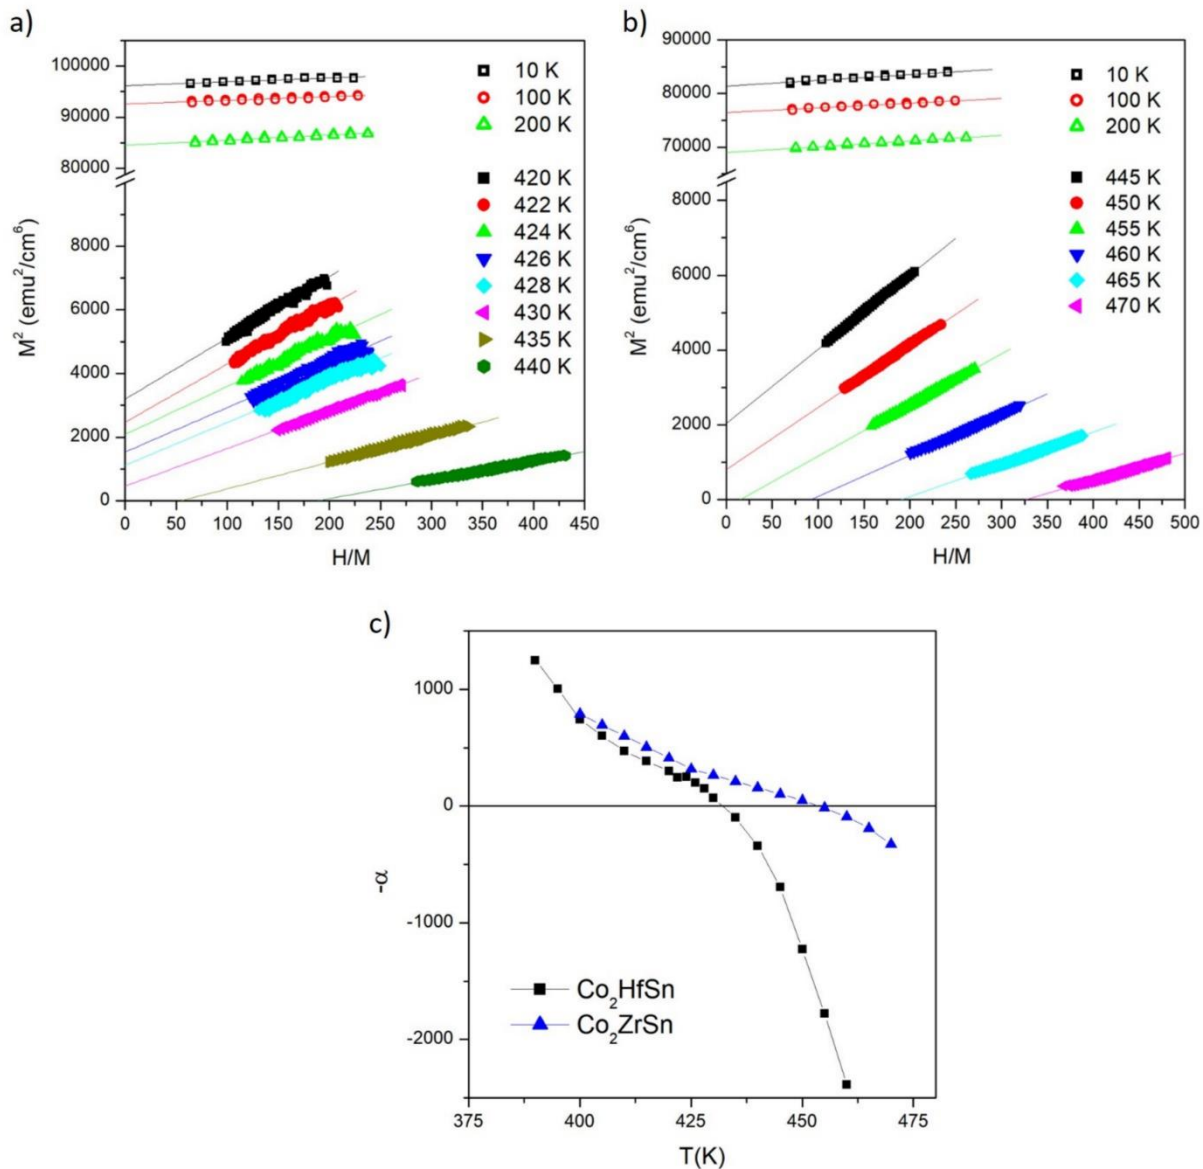 a)
100000
90000
80000
8000
6000
4000
2000
0
M² (emu²/cm⁶)
0 50 100 150 200 250 300 350 400 450
H/M
10 K
100 K
200 K
420 K
422 K
424 K
426 K
428 K
430 K
435 K
440 K
b)
90000
80000
70000
8000
6000
4000
2000
0
M² (emu²/cm⁶)
0 50 100 150 200 250 300 350 400 450 500
H/M
10 K
100 K
200 K
445 K
450 K
455 K
460 K
465 K
470 K
c)
1000
0
-1000
-2000
-α
Co₂HfSn
Co₂ZrSn
375 400 425 450 475
T(K)